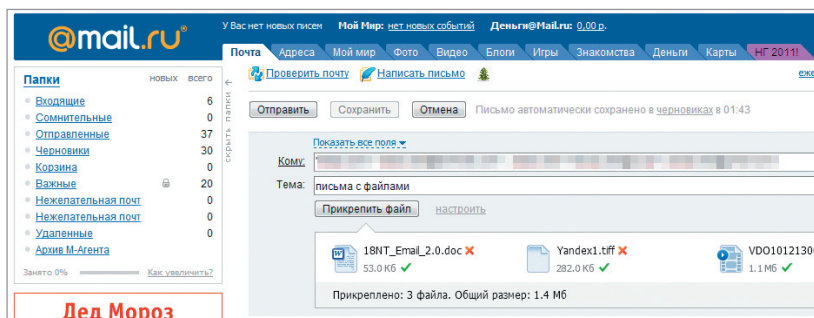 @mail.ru®
У Вас нет новых писем Мой Мир: нет новых событий Деньги@Mail.ru: 0,00 р.
Почта Адреса Мой мир Фото Видео Блоги Игры Знакомства Деньги Карты НГ 2011!
Папки новых всего
Входящие 6
Сомнительные 0
Отправленные 37
Черновики 30
Корзина 0
Важные 20
Нежелательная почт 0
Нежелательная почт 0
Удаленные 0
Архив М-Агента
Занято 0% Как увеличить?
Дед Мороз
скрыть папки
Проверить почту Написать письмо еже
Отправить Сохранить Отмена Письмо автоматически сохранено в черновиках в 01:43
Показать все поля
Кому:
Тема: письма с файлами
Прикрепить файл настроить
18NT_Email_2.0.doc Yandex1.tiff VDO10121300
53.0 Кб 282.0 Кб 1.1 Мб
Прикреплено: 3 файла. Общий размер: 1.4 Мб